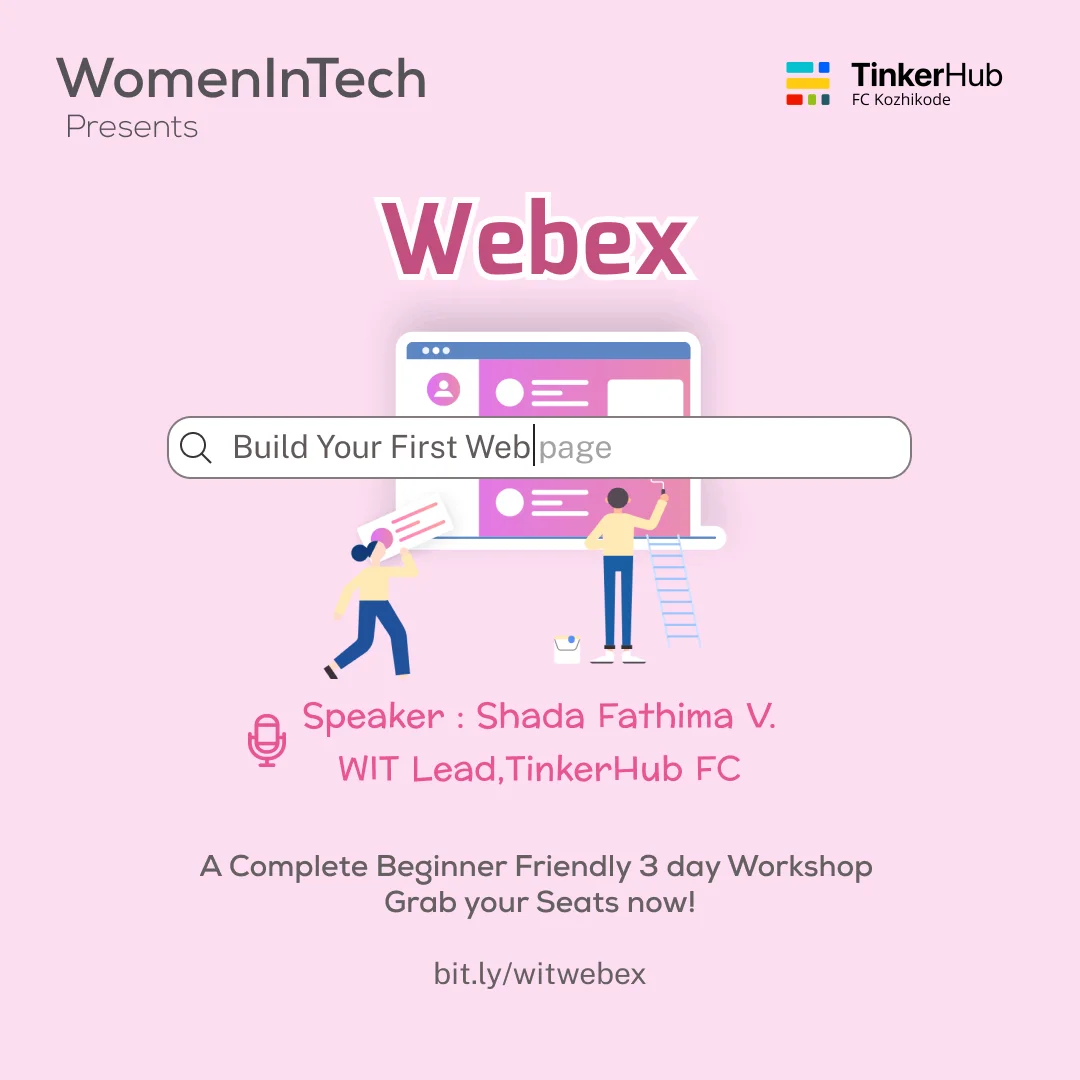 WomenInTech
Presents
TinkerHub
FC Kozhikode
Webex
Build Your First Webpage
Speaker : Shada Fathima V.
WIT Lead,TinkerHub FC
A Complete Beginner Friendly 3 day Workshop
Grab your Seats now!
bit.ly/witwebex